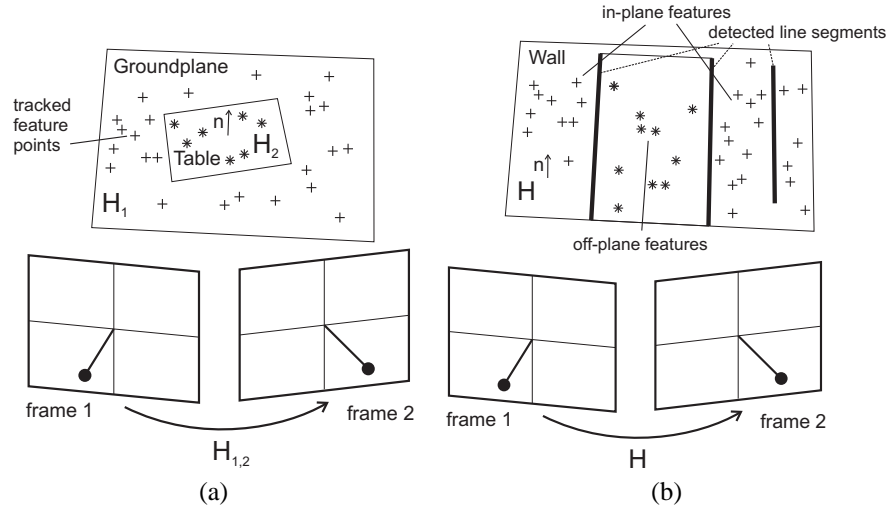 Groundplane
tracked
feature
points
n
Table
H2
H1
frame 1
frame 2
H1,2
(a)
in-plane features
detected line segments
Wall
n
H
off-plane features
frame 1
frame 2
H
(b)